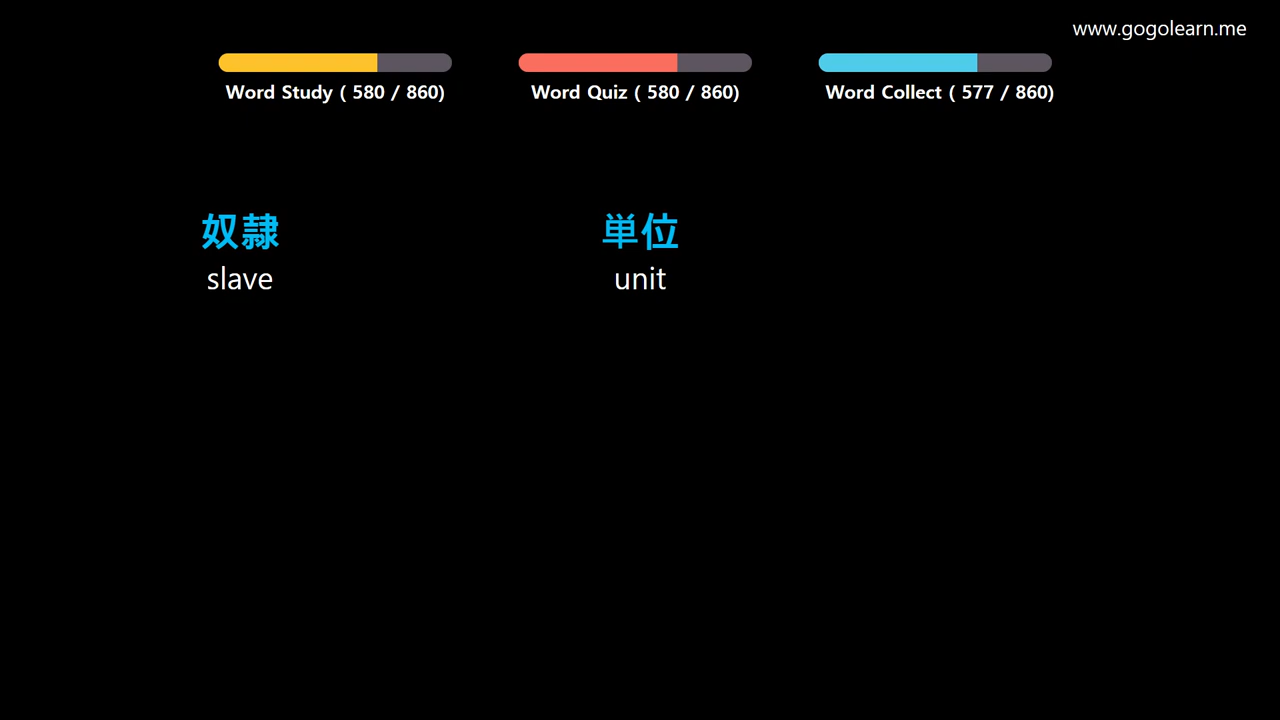 www.gogolearn.me
Word Study ( 580 / 860)
Word Quiz ( 580 / 860)
Word Collect ( 577 / 860)
奴隷
slave
単位
unit